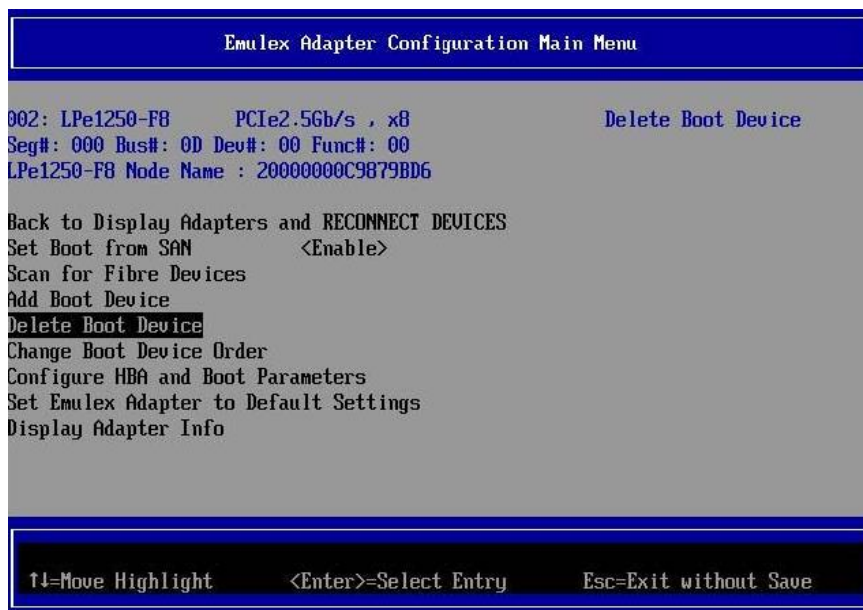 Emulex Adapter Configuration Main Menu
002: LPe1250-F8 PCIe2.5Gb/s , x8 Delete Boot Device
Seg#: 000 Bus#: 0D Dev#: 00 Func#: 00
LPe1250-F8 Node Name : 20000000C9879BD6
Back to Display Adapters and RECONNECT DEVICES
Set Boot from SAN <Enable>
Scan for Fibre Devices
Add Boot Device
Delete Boot Device
Change Boot Device Order
Configure HBA and Boot Parameters
Set Emulex Adapter to Default Settings
Display Adapter Info
↑↓=Move Highlight <Enter>=Select Entry Esc=Exit without Save